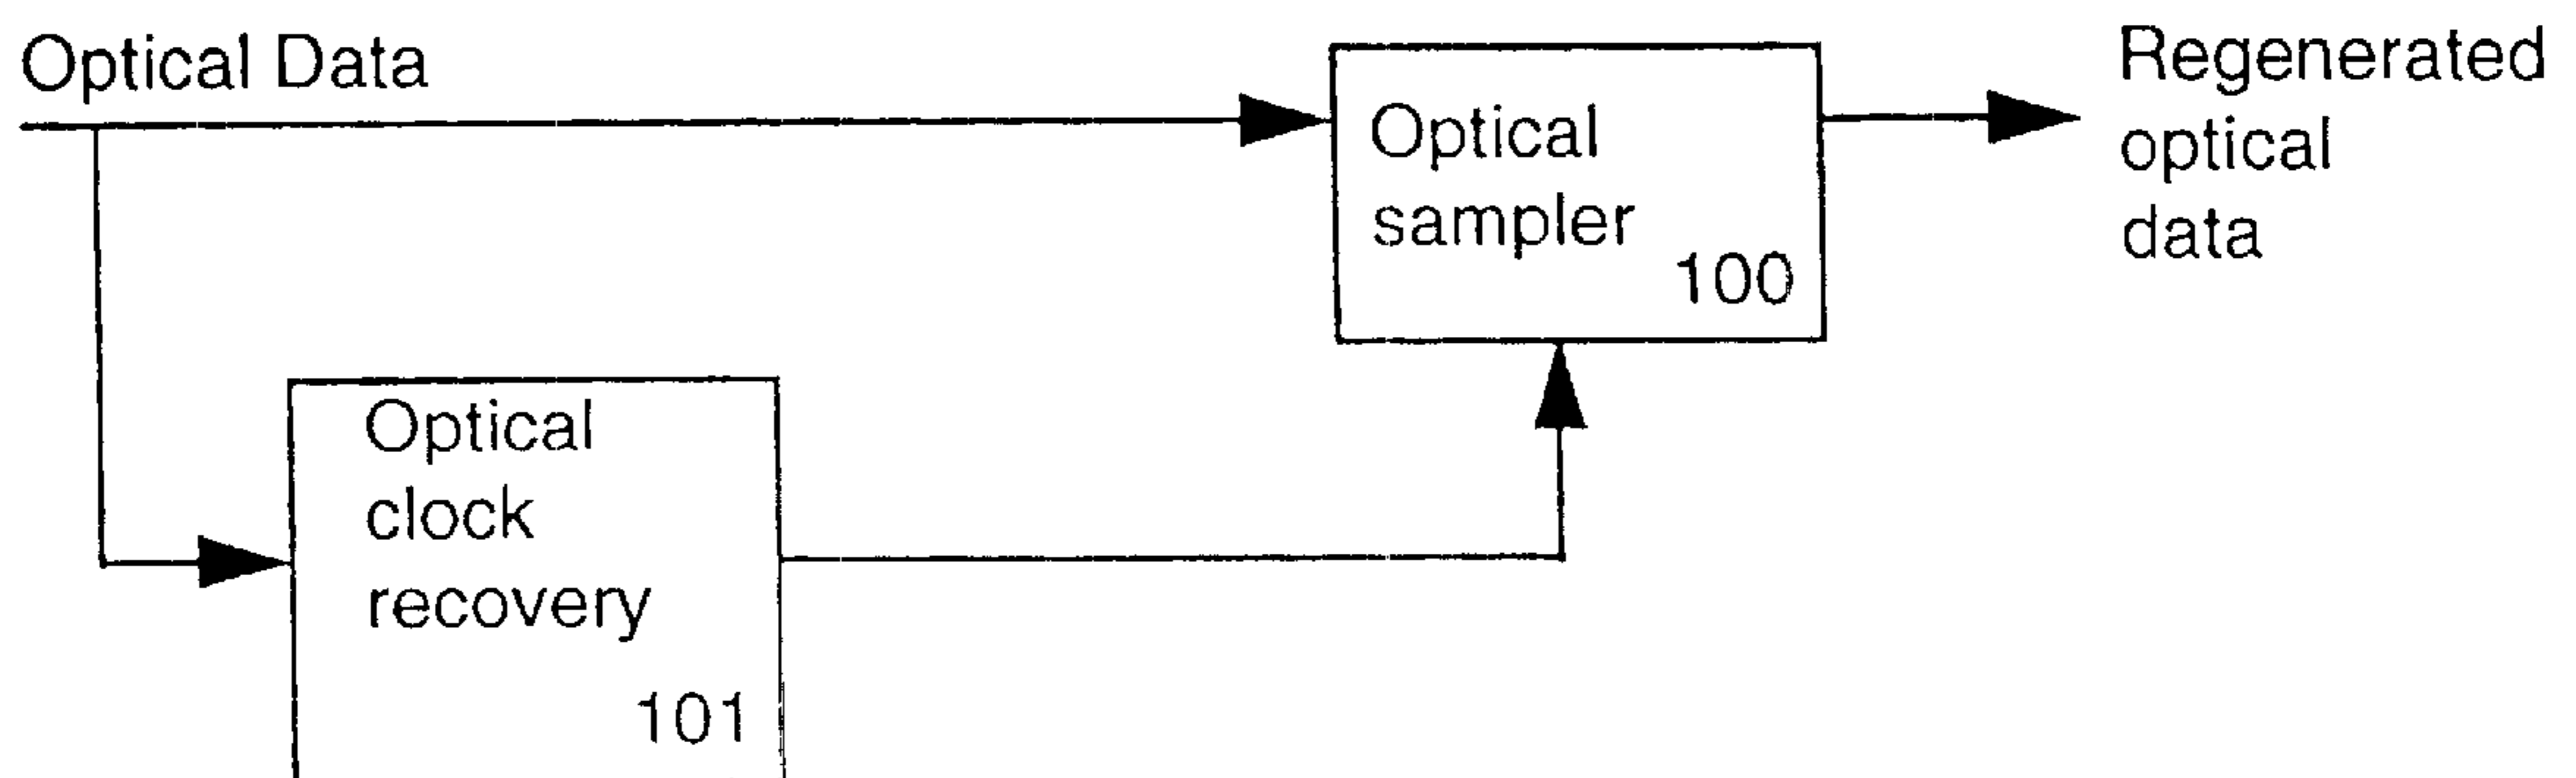 Optical Data
Optical
sampler
100
Regenerated
optical
data
Optical
clock
recovery
101